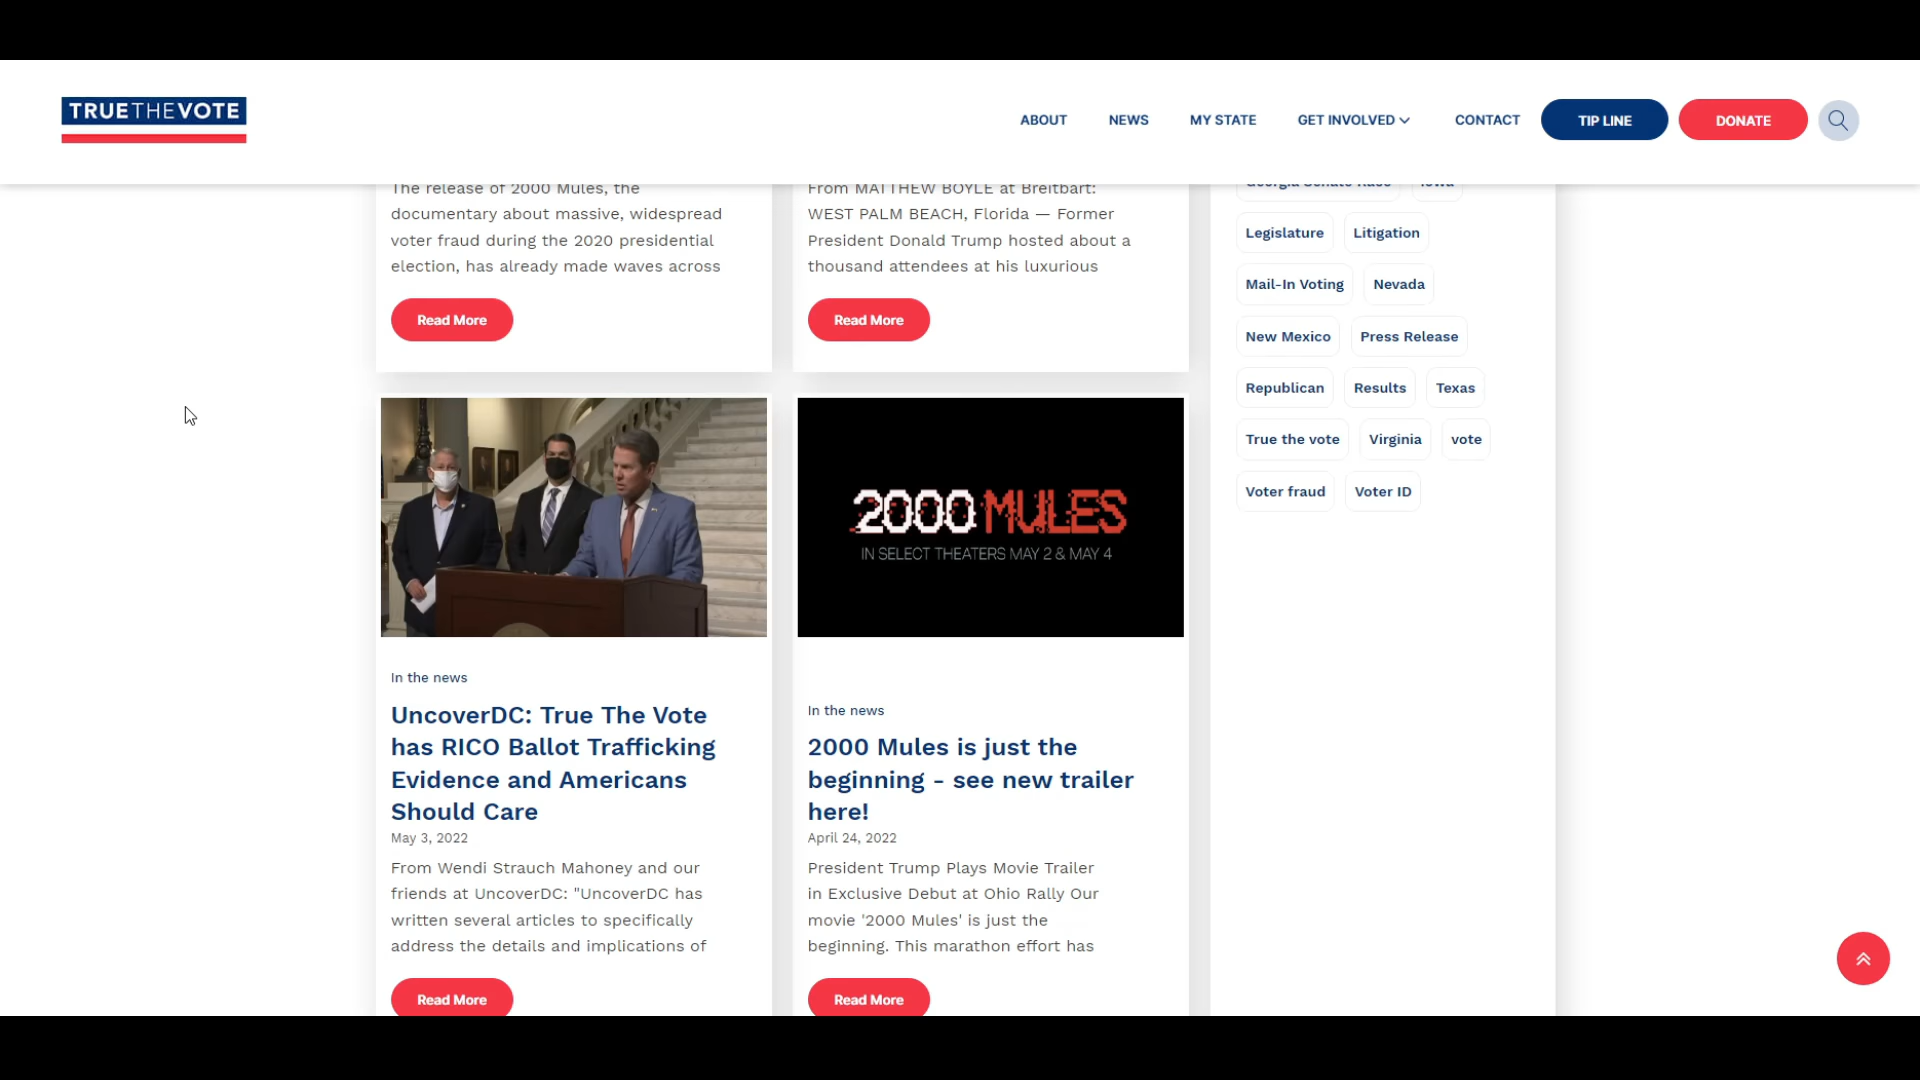 TRUETHEVOTE
ABOUT NEWS MY STATE GET INVOLVED CONTACT TIP LINE DONATE
The release of 2000 Mules, the
documentary about massive, widespread
voter fraud during the 2020 presidential
election, has already made waves across
Read More
From MATTHEW BOYLE at Breitbart:
WEST PALM BEACH, Florida — Former
President Donald Trump hosted about a
thousand attendees at his luxurious
Read More
Georgia Senate Race Iowa
Legislature Litigation
Mail-In Voting Nevada
New Mexico Press Release
Republican Results Texas
True the vote Virginia vote
Voter fraud Voter ID
In the news
UncoverDC: True The Vote
has RICO Ballot Trafficking
Evidence and Americans
Should Care
May 3, 2022
From Wendi Strauch Mahoney and our
friends at UncoverDC: "UncoverDC has
written several articles to specifically
address the details and implications of
Read More
2000 MULES
IN SELECT THEATERS MAY 2 & MAY 4
In the news
2000 Mules is just the
beginning - see new trailer
here!
April 24, 2022
President Trump Plays Movie Trailer
in Exclusive Debut at Ohio Rally Our
movie '2000 Mules' is just the
beginning. This marathon effort has
Read More